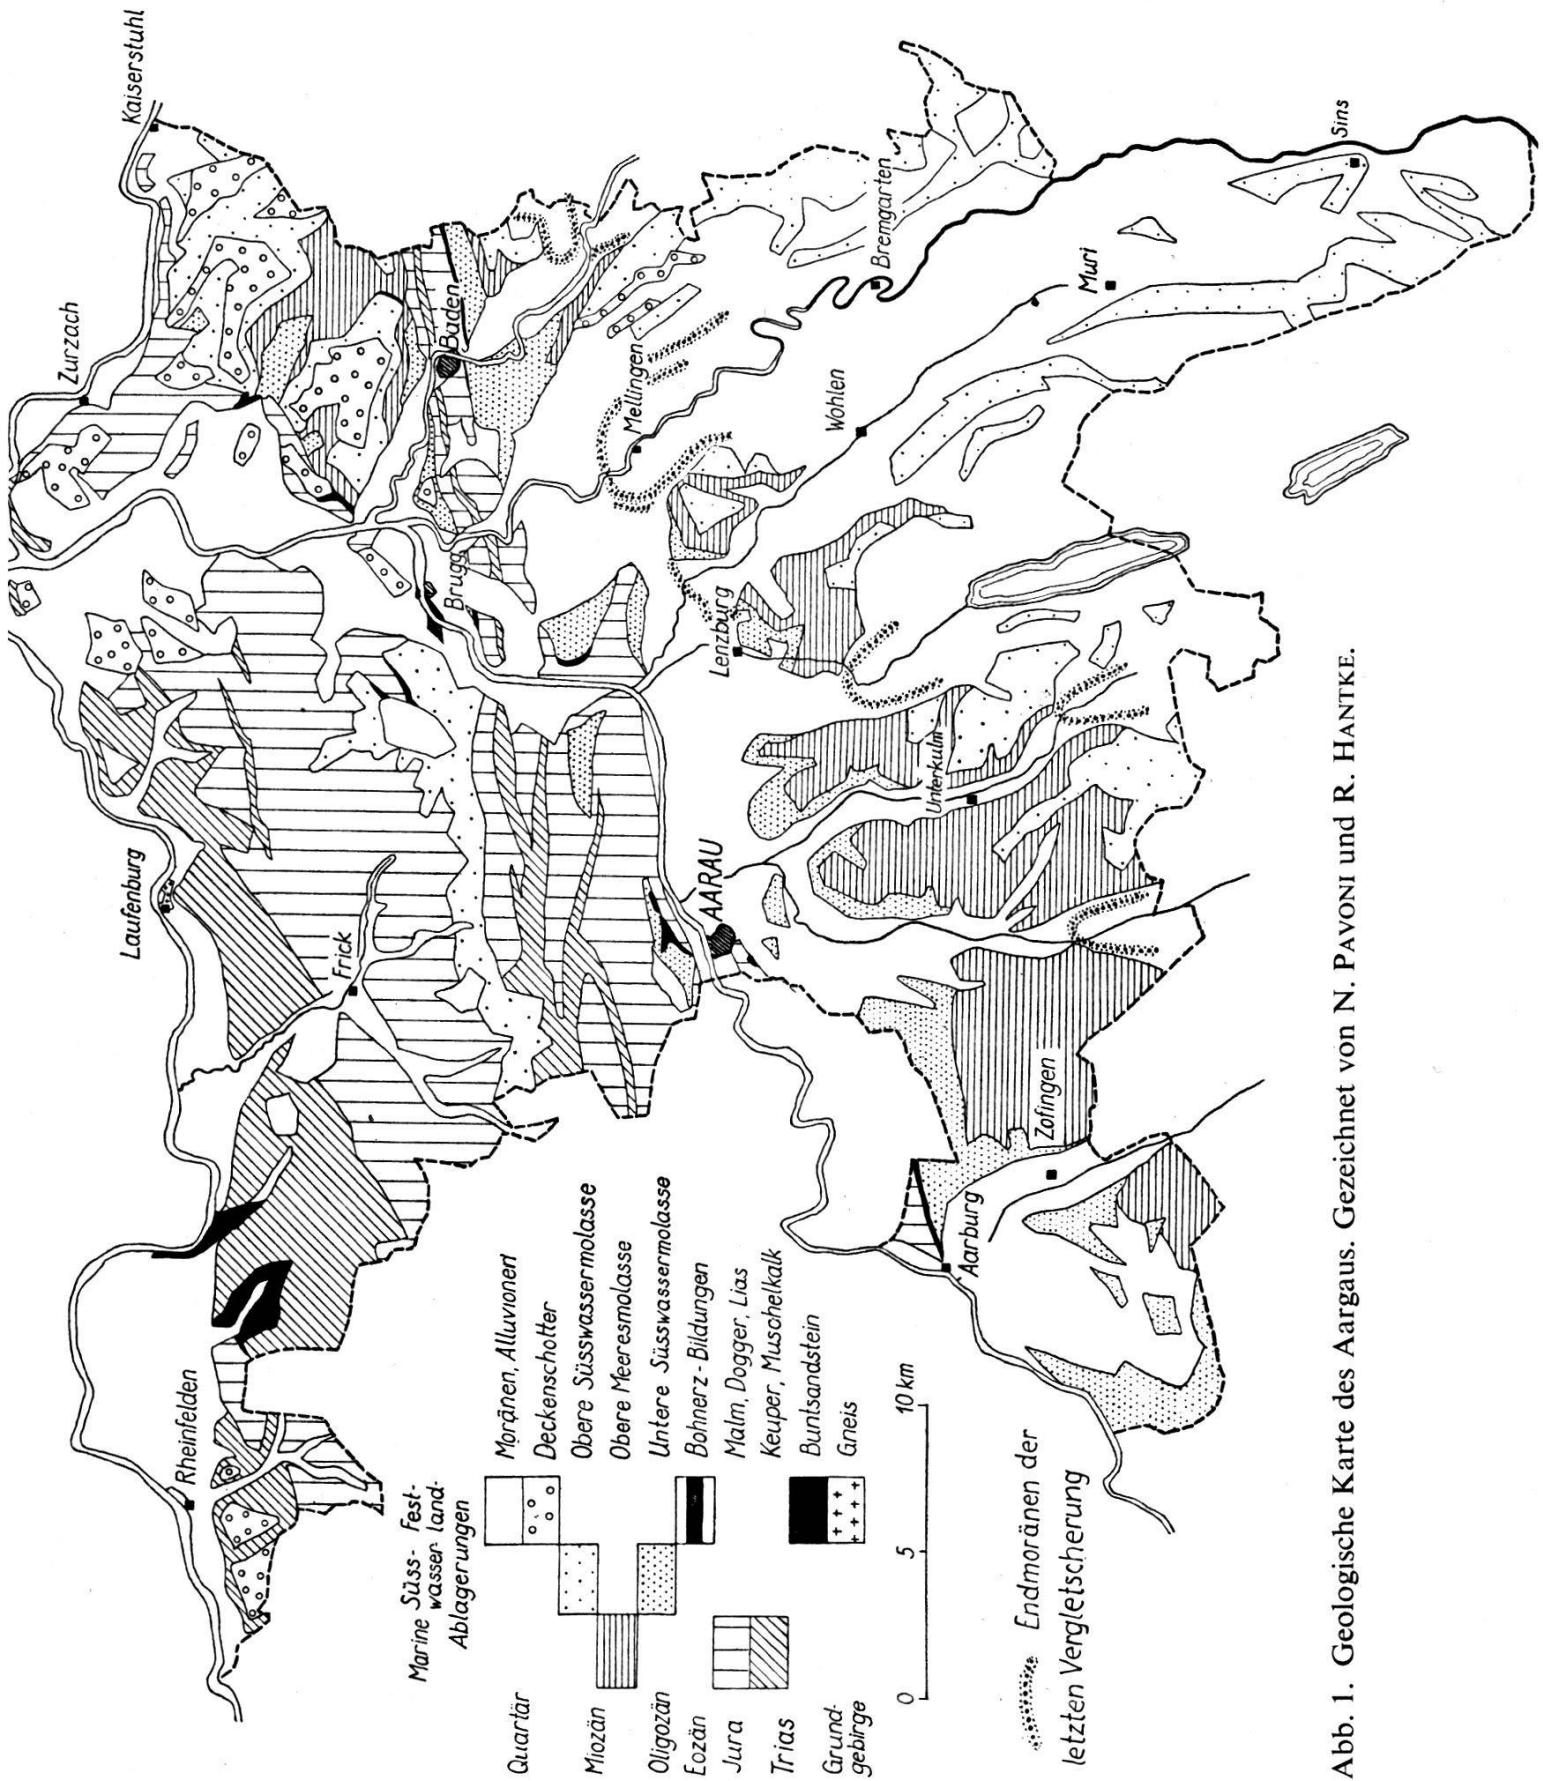 Kaiserstuhl
Zurzach
Baden
Mellingen
Bremgarten
Wohlen
Muri
Sins
Brugg
Lenzburg
Laufenburg
Frick
AARAU
Unterkulm
Rheinfelden
Aarburg
Zofingen
Marine Süss- Fest-
wasser- land-
Ablagerungen
Quartär Moränen, Alluvionen
Deckenschotter
Miozän Obere Süsswassermolasse
Obere Meeresmolasse
Oligozän Untere Süsswassermolasse
Eozän Bohnerz-Bildungen
Jura Malm, Dogger, Lias
Trias Keuper, Muschelkalk
Buntsandstein
Grund-
gebirge Gneis
0 5 10 km
Endmoränen der
letzten Vergletscherung
Abb. 1. Geologische Karte des Aargaus. Gezeichnet von N. PAVONI und R. HANTKE.